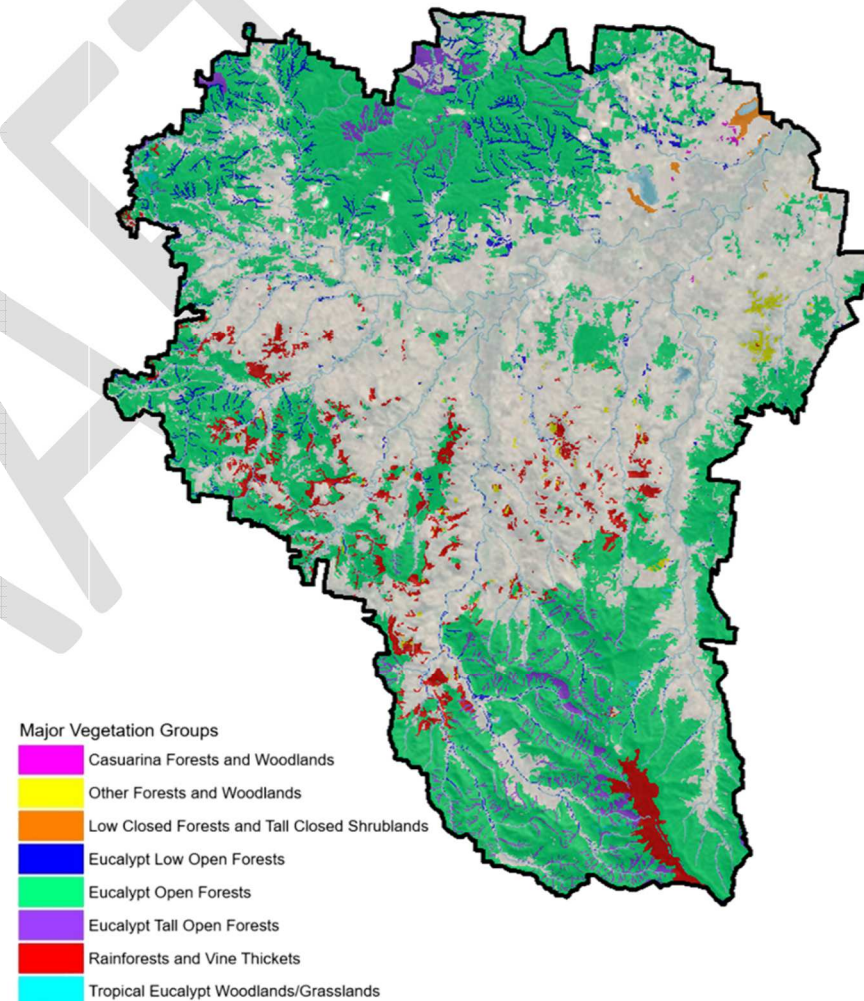 Major Vegetation Groups
Casuarina Forests and Woodlands
Other Forests and Woodlands
Low Closed Forests and Tall Closed Shrublands
Eucalypt Low Open Forests
Eucalypt Open Forests
Eucalypt Tall Open Forests
Rainforests and Vine Thickets
Tropical Eucalypt Woodlands/Grasslands